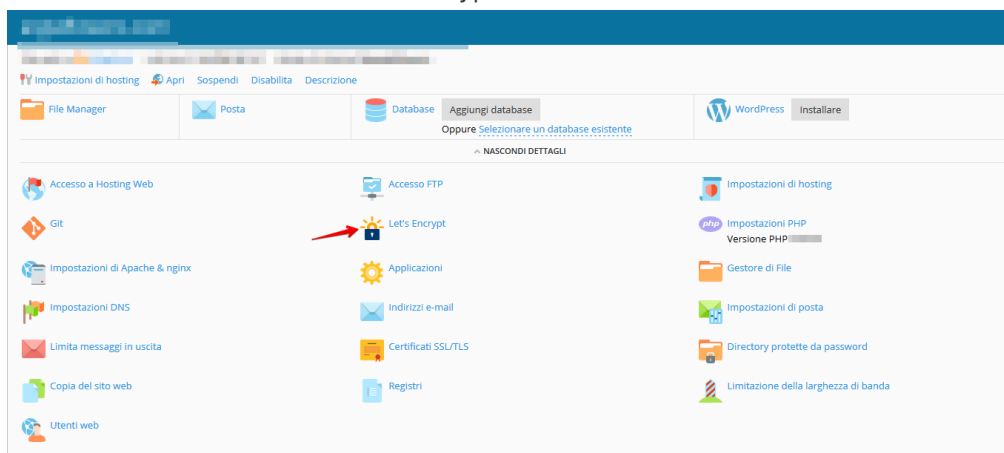 Impostazioni di hosting Apri Sospendi Disabilita Descrizione
File Manager Posta Database Aggiungi database WordPress Installare
Oppure Selezionare un database esistente
NASCONDI DETTAGLI
Accesso a Hosting Web Accesso FTP Impostazioni di hosting
Git Let's Encrypt php Impostazioni PHP
Versione PHP
Impostazioni di Apache & nginx Applicazioni Gestore di File
Impostazioni DNS Indirizzi e-mail Impostazioni di posta
Limita messaggi in uscita Certificati SSL/TLS Directory protette da password
Copia del sito web Registri Limitazione della larghezza di banda
Utenti web